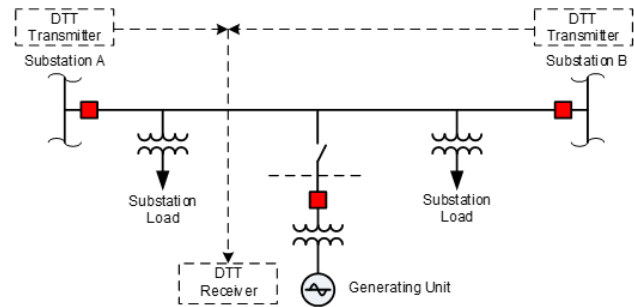 DTT
Transmitter
DTT
Transmitter
Substation A
Substation B
Substation
Load
Substation
Load
DTT
Receiver
Generating Unit